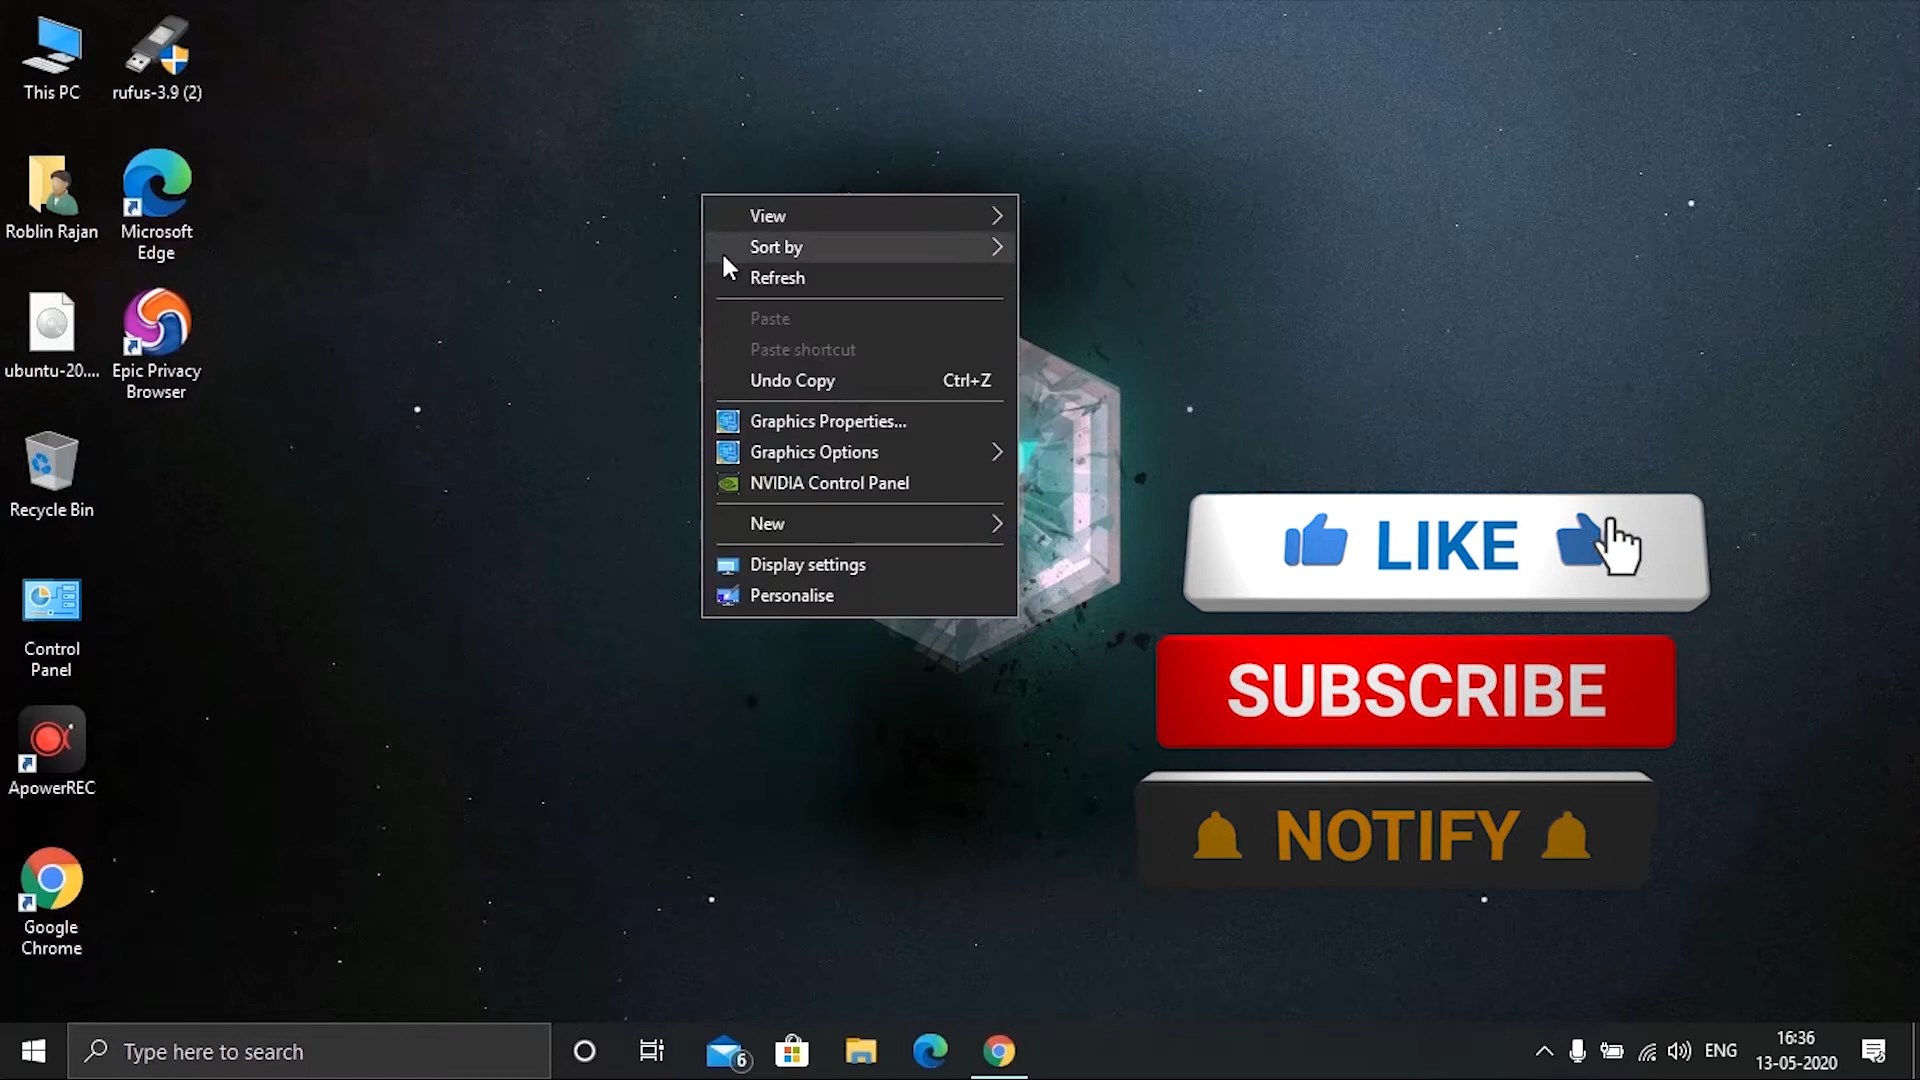 This PC
rufus-3.9 (2)
Roblin Rajan
Microsoft
Edge
ubuntu-20....
Epic Privacy
Browser
Recycle Bin
Control
Panel
ApowerREC
Google
Chrome
View
Sort by
Refresh
Paste
Paste shortcut
Undo Copy Ctrl+Z
Graphics Properties...
Graphics Options
NVIDIA Control Panel
New
Display settings
Personalise
LIKE
SUBSCRIBE
NOTIFY
Type here to search
6
ENG
16:36
13-05-2020